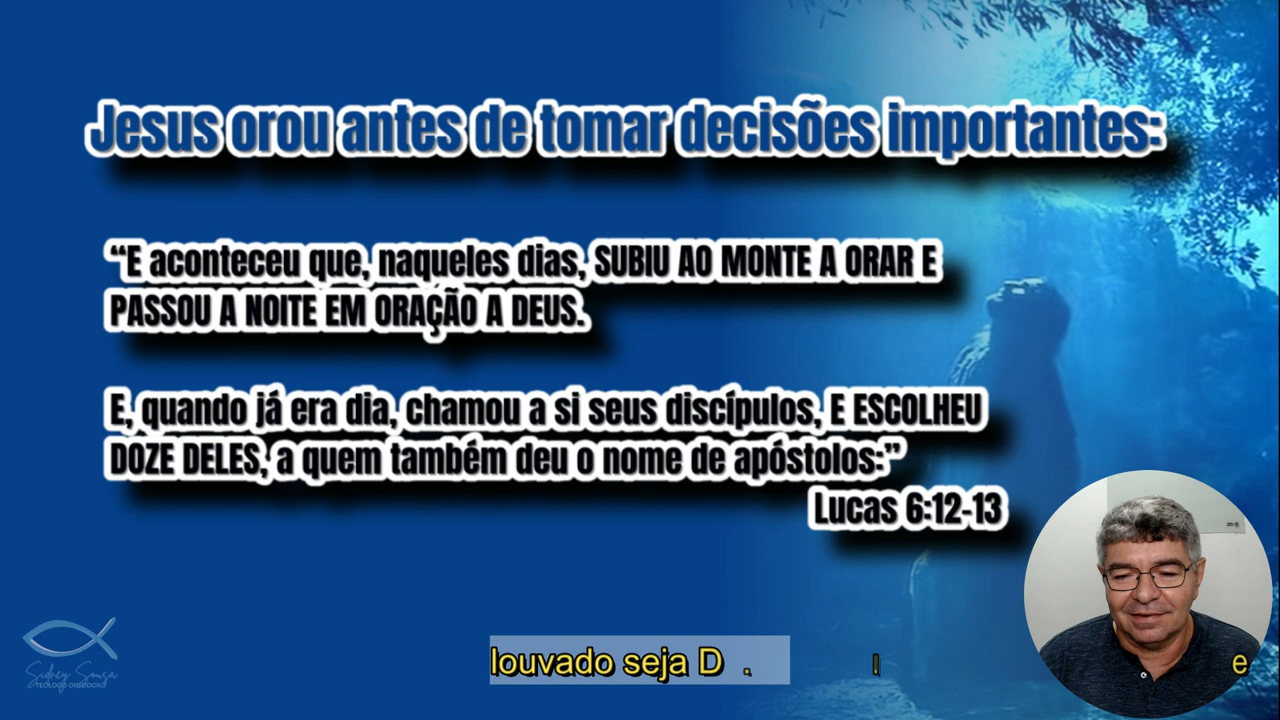 Jesus orou antes de tomar decisões importantes:
“E aconteceu que, naqueles dias, SUBIU AO MONTE A ORAR E
PASSOU A NOITE EM ORAÇÃO A DEUS.
E, quando já era dia, chamou a si seus discípulos, E ESCOLHEU
DOZE DELES, a quem também deu o nome de apóstolos:”
Lucas 6:12-13
Sidney Sousa
TEÓLOGO ORTODOXO
louvado seja D .
e